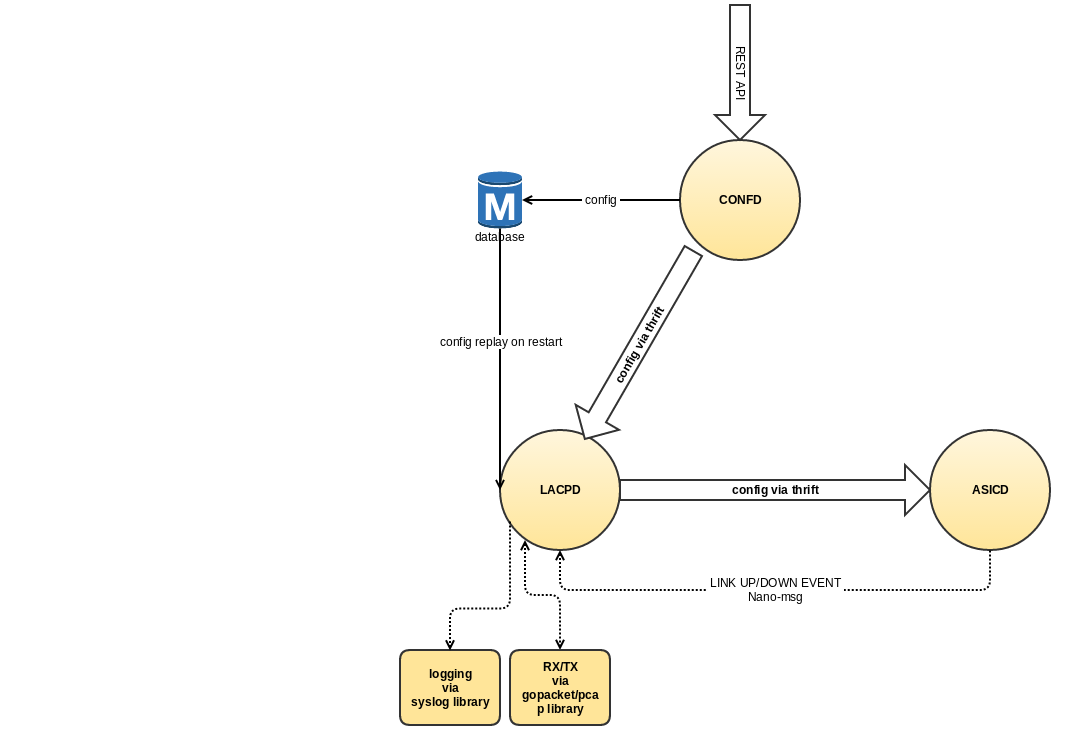 REST API
CONFD
config
M
database
config via thrift
config replay on restart
LACPD
config via thrift
ASICD
LINK UP/DOWN EVENT
Nano-msg
logging
via
syslog library
RX/TX
via
gopacket/pca
p library